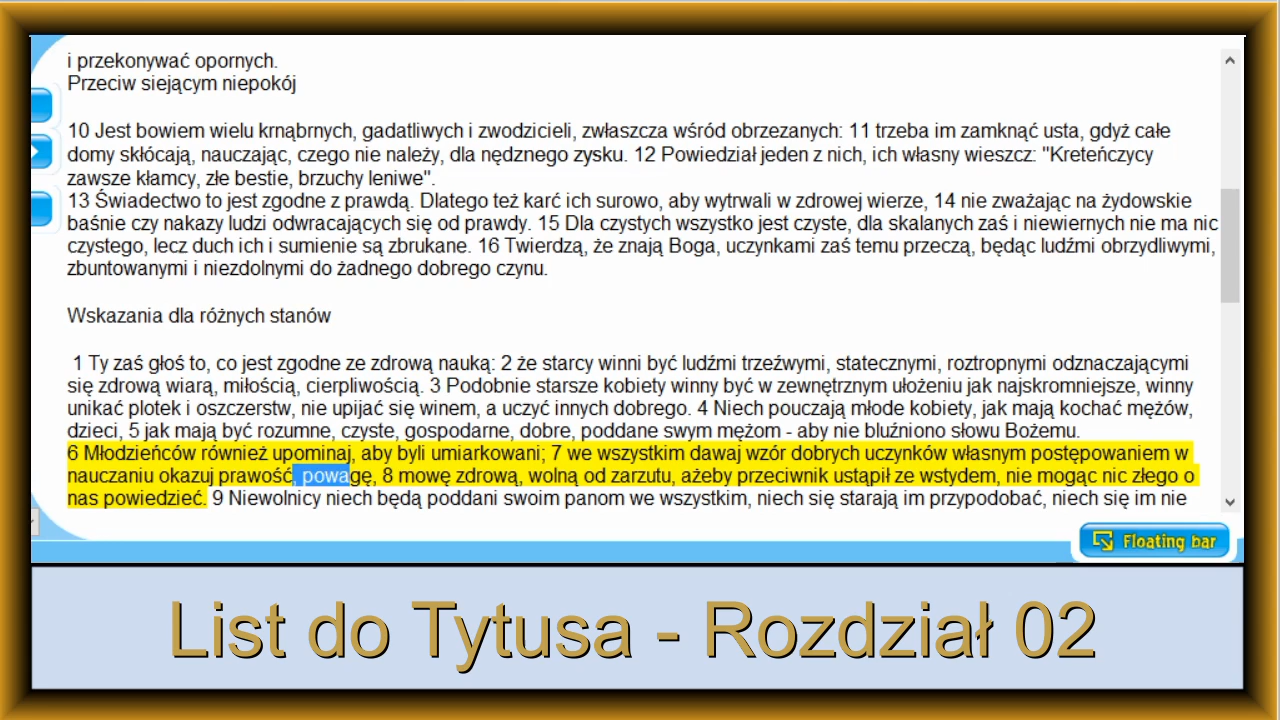 i przekonywać opornych.
Przeciw siejącym niepokój
10 Jest bowiem wielu krnąbrnych, gadatliwych i zwodzicieli, zwłaszcza wśród obrzezanych: 11 trzeba im zamknąć usta, gdyż całe
domy skłócają, nauczając, czego nie należy, dla nędznego zysku. 12 Powiedział jeden z nich, ich własny wieszcz: "Kreteńczycy
zawsze kłamcy, złe bestie, brzuchy leniwe".
13 Świadectwo to jest zgodne z prawdą. Dlatego też karć ich surowo, aby wytrwali w zdrowej wierze, 14 nie zważając na żydowskie
baśnie czy nakazy ludzi odwracających się od prawdy. 15 Dla czystych wszystko jest czyste, dla skalanych zaś i niewiernych nie ma nic
czystego, lecz duch ich i sumienie są zbrukane. 16 Twierdzą, że znają Boga, uczynkami zaś temu przeczą, będąc ludźmi obrzydliwymi,
zbuntowanymi i niezdolnymi do żadnego dobrego czynu.
Wskazania dla różnych stanów
1 Ty zaś głoś to, co jest zgodne ze zdrową nauką: 2 że starcy winni być ludźmi trzeźwymi, statecznymi, roztropnymi odznaczającymi
się zdrową wiarą, miłością, cierpliwością. 3 Podobnie starsze kobiety winny być w zewnętrznym ułożeniu jak najskromniejsze, winny
unikać plotek i oszczerstw, nie upijać się winem, a uczyć innych dobrego. 4 Niech pouczają młode kobiety, jak mają kochać mężów,
dzieci, 5 jak mają być rozumne, czyste, gospodarne, dobre, poddane swym mężom - aby nie bluźniono słowu Bożemu.
6 Młodzieńców również upominaj, aby byli umiarkowani; 7 we wszystkim dawaj wzór dobrych uczynków własnym postępowaniem w
nauczaniu okazuj prawość, powagę, 8 mowę zdrową, wolną od zarzutu, ażeby przeciwnik ustąpił ze wstydem, nie mogąc nic złego o
nas powiedzieć. 9 Niewolnicy niech będą poddani swoim panom we wszystkim, niech się starają im przypodobać, niech się im nie
Floating bar
List do Tytusa - Rozdział 02